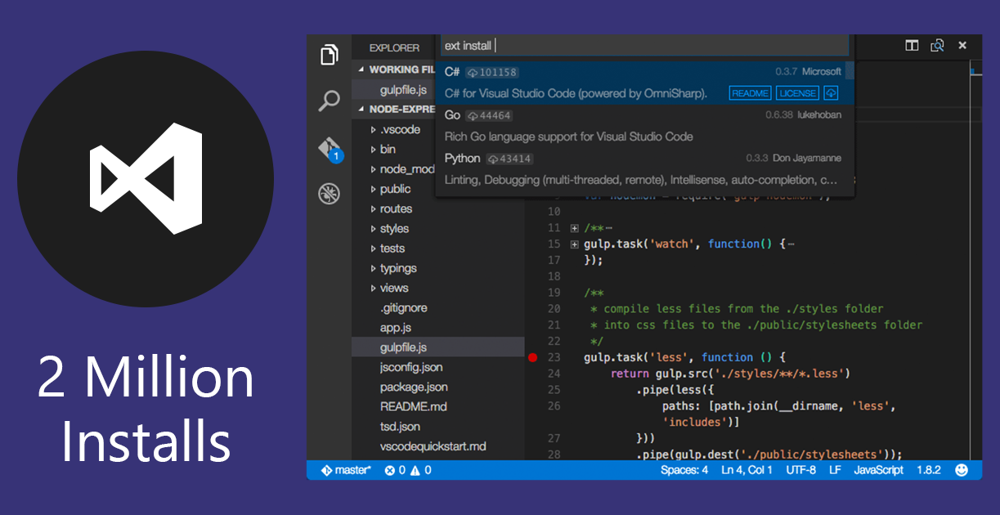 2 Million
Installs
EXPLORER
WORKING FIL
gulpfile.js
NODE-EXPRE
.vscode
bin
node_mod
public
routes
styles
tests
typings
views
.gitignore
app.js
gulpfile.js
jsconfig.json
package.json
README.md
tsd.json
vscodequickstart.md
1
ext install
C# 101158 0.3.7 Microsoft
C# for Visual Studio Code (powered by OmniSharp). README LICENSE
Go 44464 0.6.38 lukehoban
Rich Go language support for Visual Studio Code
Python 43414 0.3.3 Don Jayamanne
Linting, Debugging (multi-threaded, remote), Intellisense, auto-completion, c...
10
11 /**⋯
15 gulp.task('watch', function() {⋯
17 });
18
19 /**
20 * compile less files from the ./styles folder
21 * into css files to the ./public/stylesheets folder
22 */
23 gulp.task('less', function () {
24 return gulp.src('./styles/**/*.less')
25 .pipe(less({
26 paths: [path.join(__dirname, 'less',
'includes')]
27 }))
28 .pipe(gulp.dest('./public/stylesheets'));
master* 0 0 Spaces: 4 Ln 4, Col 1 UTF-8 LF JavaScript 1.8.2